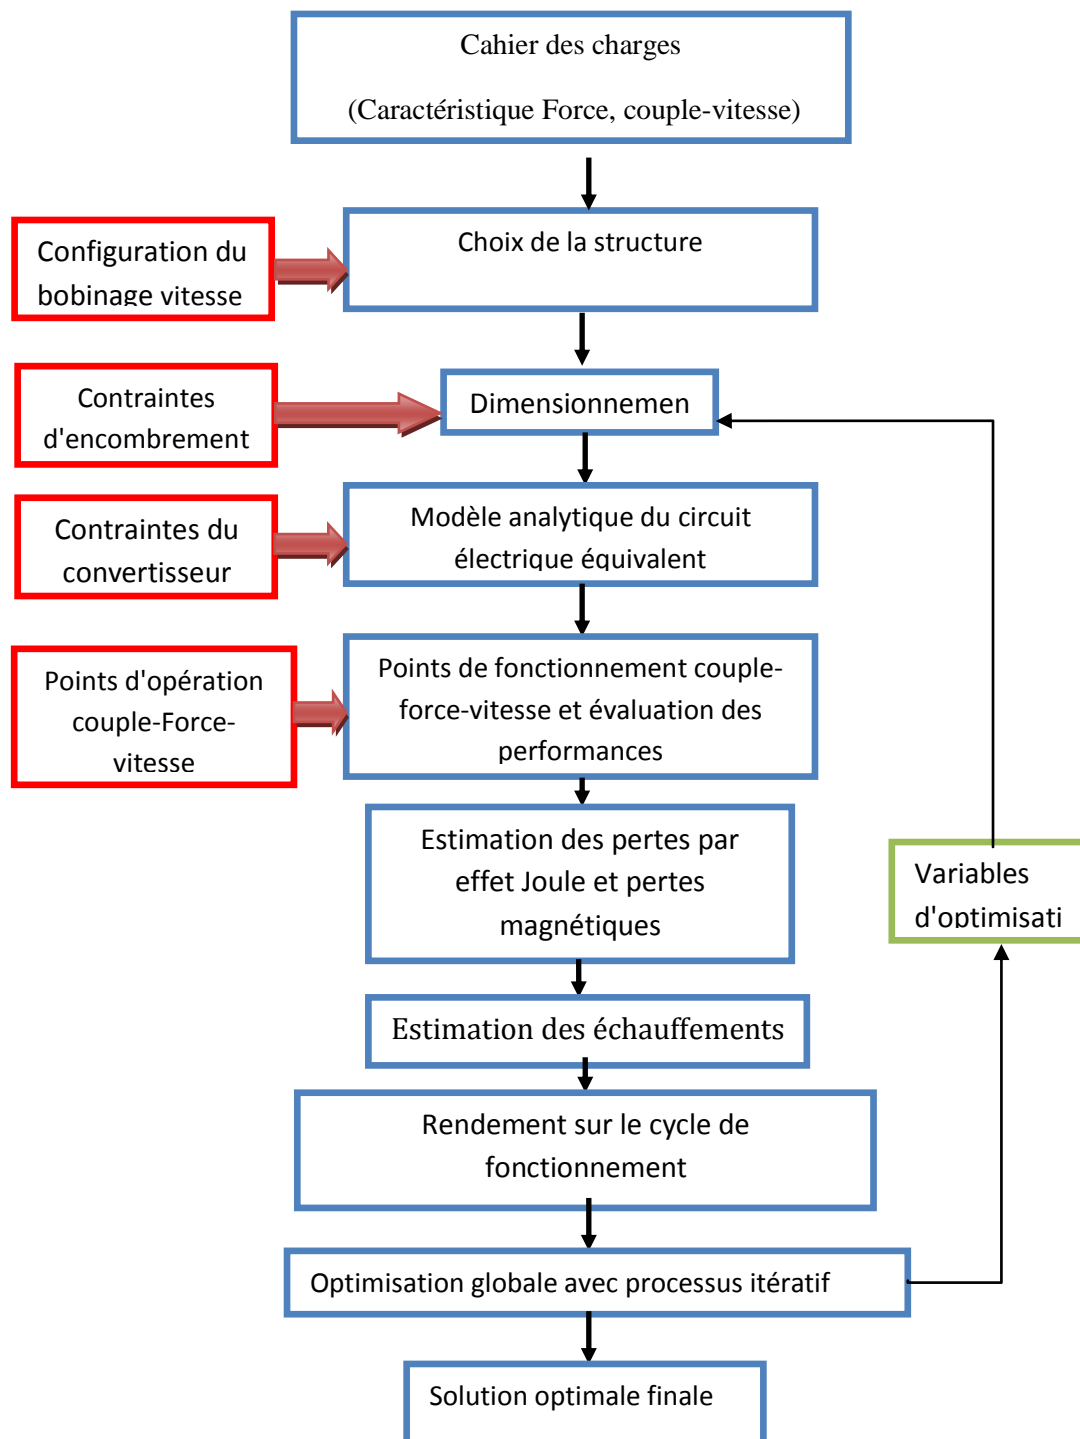 Cahier des charges
(Caractéristique Force, couple-vitesse)
Configuration du
bobinage vitesse
Choix de la structure
Contraintes
d'encombrement
Dimensionnemen
Contraintes du
convertisseur
Modèle analytique du circuit
électrique équivalent
Points d'opération
couple-Force-
vitesse
Points de fonctionnement couple-
force-vitesse et évaluation des
performances
Estimation des pertes par
effet Joule et pertes
magnétiques
Variables
d'optimisati
Estimation des échauffements
Rendement sur le cycle de
fonctionnement
Optimisation globale avec processus itératif
Solution optimale finale